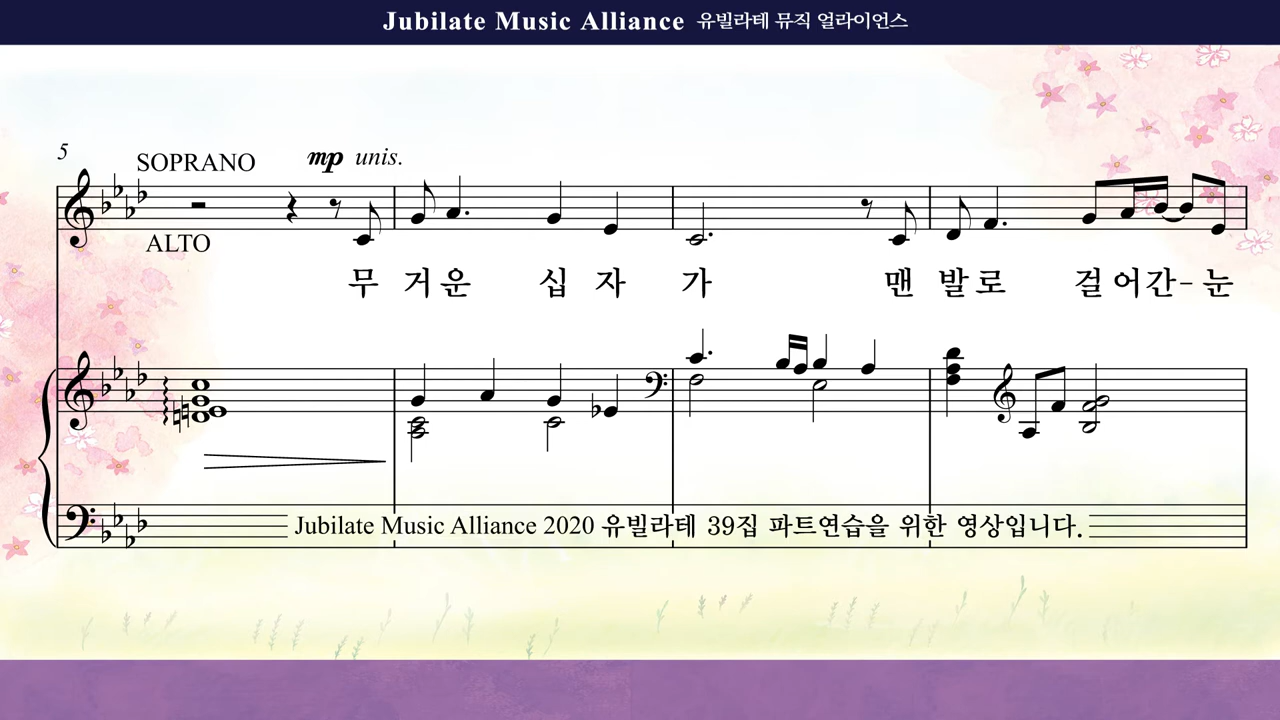 Jubilate Music Alliance 유빌라테 뮤직 얼라이언스
5
SOPRANO mp unis.
ALTO
무 거운 십 자 가 맨 발로 걸어간- 눈
Jubilate Music Alliance 2020 유빌라테 39집 파트연습을 위한 영상입니다.